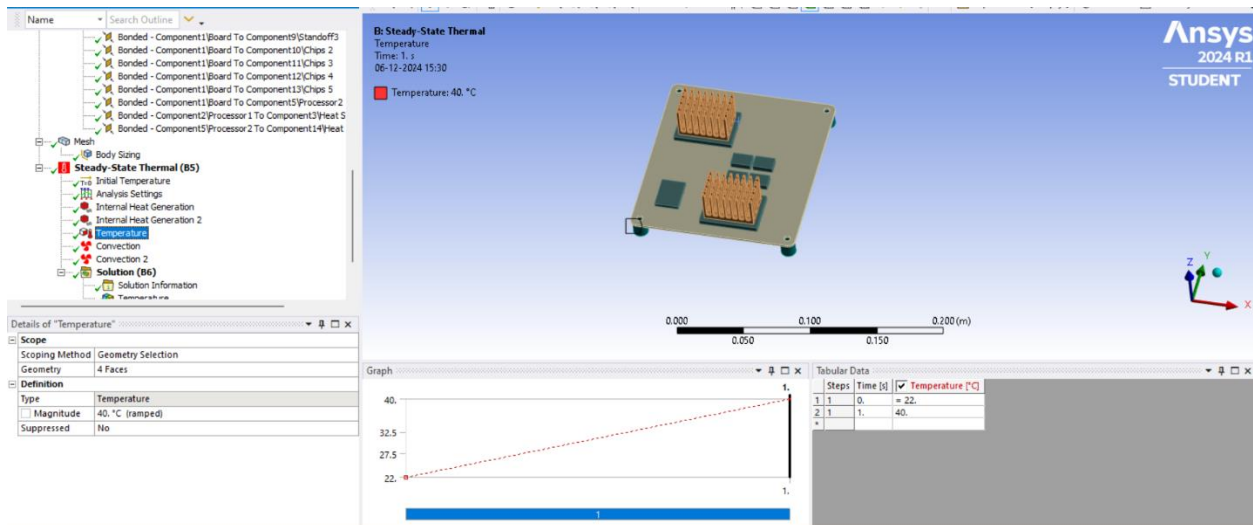 Name
Search Outline
Bonded - Component1\Board To Component9\Standoff3
Bonded - Component1\Board To Component10\Chips 2
Bonded - Component1\Board To Component11\Chips 3
Bonded - Component1\Board To Component12\Chips 4
Bonded - Component1\Board To Component13\Chips 5
Bonded - Component1\Board To Component5\Processor2
Bonded - Component2\Processor1 To Component3\Heat S
Bonded - Component5\Processor2 To Component14\Heat
Mesh
Body Sizing
Steady-State Thermal (B5)
Initial Temperature
Analysis Settings
Internal Heat Generation
Internal Heat Generation 2
Temperature
Convection
Convection 2
Solution (B6)
Solution Information
Temperature
B: Steady-State Thermal
Temperature
Time: 1. s
06-12-2024 15:30
Temperature: 40. °C
Ansys
2024 R1
STUDENT
Z Y
X
0.000 0.100 0.200 (m)
0.050 0.150
Details of "Temperature"
Scope
Scoping Method Geometry Selection
Geometry 4 Faces
Definition
Type Temperature
Magnitude 40. °C (ramped)
Suppressed No
Graph
1.
40.
32.5
27.5
22.
1.
1
Tabular Data
Steps Time [s] Temperature [°C]
1 1 0. = 22.
2 1 1. 40.
*